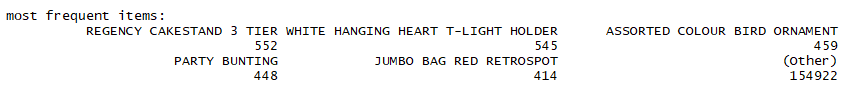 most frequent items:
REGENCY CAKESTAND 3 TIER WHITE HANGING HEART T-LIGHT HOLDER ASSORTED COLOUR BIRD ORNAMENT
552 545 459
PARTY BUNTING JUMBO BAG RED RETROSPOT (Other)
448 414 154922